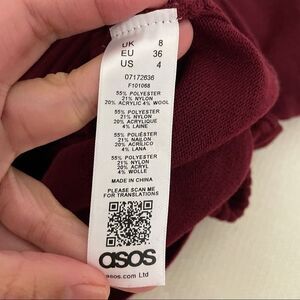 UK 8
EU 36
US 4
07172636
F101068
55% POLYESTER
21% NYLON
20% ACRYLIC 4% WOOL
55% POLYESTER
21% NYLON
20% ACRYLIQUE
4% LAINE
55% POLIESTER
21% NAILON
20% ACRÍLICO
4% LANA
55% POLYESTER
21% NYLON
20% ACRYL
4% WOLLE
MADE IN CHINA
PLEASE SCAN ME
FOR TRANSLATIONS
asos
asos.com Ltd